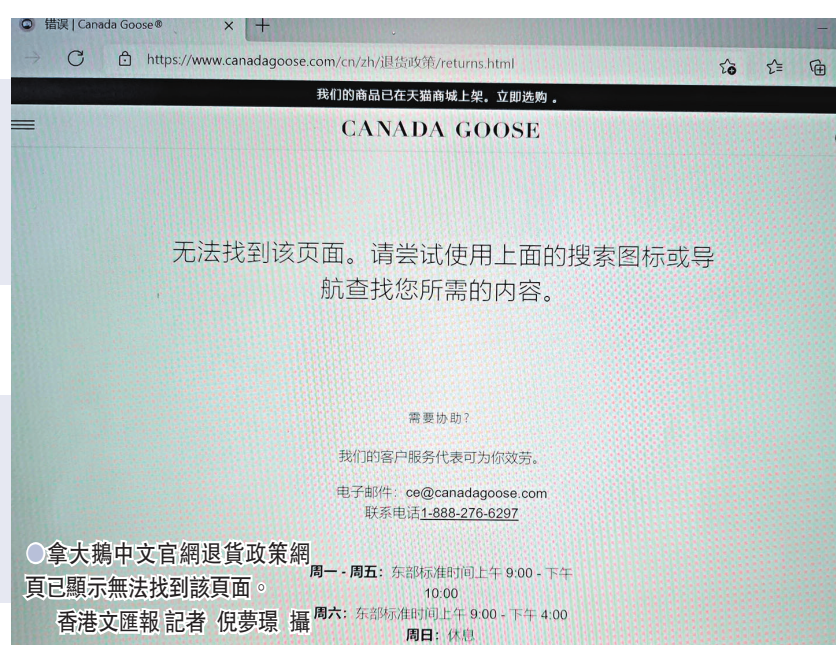 错误 | Canada Goose®
https://www.canadagoose.com/cn/zh/退货政策/returns.html
我们的商品已在天猫商城上架。立即选购 。
CANADA GOOSE
无法找到该页面。请尝试使用上面的搜索图标或导
航查找您所需的内容。
需要协助？
我们的客户服务代表可为你效劳。
电子邮件：ce@canadagoose.com
联系电话1-888-276-6297
周一 - 周五：东部标准时间上午 9:00 - 下午
10:00
周六：东部标准时间上午 9:00 - 下午 4:00
周日：休息
●拿大鵝中文官網退貨政策網
頁已顯示無法找到該頁面。
香港文匯報記者 倪夢璟 攝